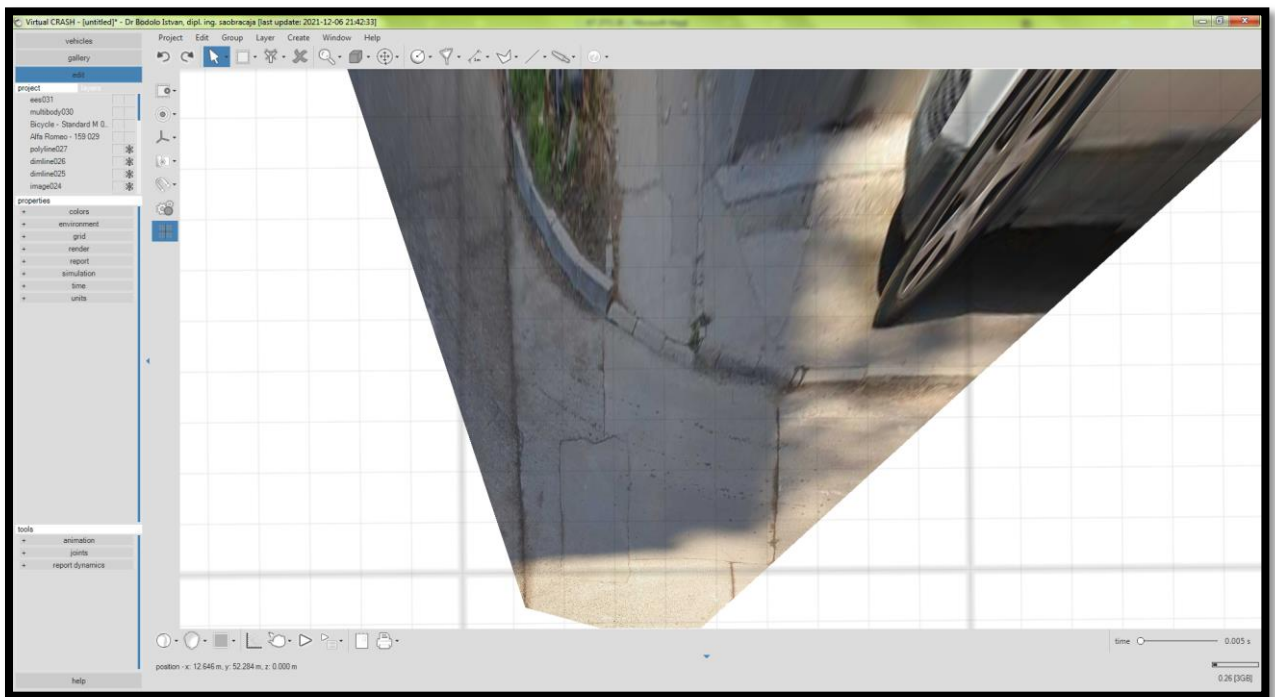 Virtual CRASH - [untitled]* - Dr Bodolo Istvan, dipl. ing. saobracaja [last update: 2021-12-06 21:42:33]
vehicles
gallery
edit
project layers
ees031
multibody030
Bicycle - Standard M 0..
Alfa Romeo - 159 029
polyline027
dimline026
dimline025
image024
properties
+ colors
+ environment
+ grid
+ render
+ report
+ simulation
+ time
+ units
tools
+ animation
+ joints
+ report dynamics
help
Project Edit Group Layer Create Window Help
time 0.005 s
position - x: 12.646 m, y: 52.284 m, z: 0.000 m
0.26 [3GB]